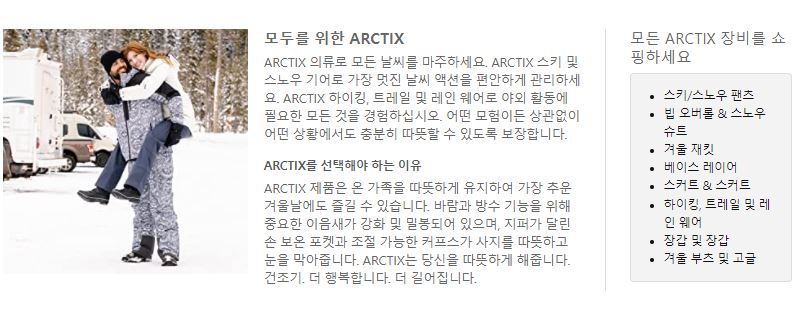 모두를 위한 ARCTIX
ARCTIX 의류로 모든 날씨를 마주하세요. ARCTIX 스키 및
스노우 기어로 가장 멋진 날씨 액션을 편안하게 관리하세
요. ARCTIX 하이킹, 트레일 및 레인 웨어로 야외 활동에
필요한 모든 것을 경험하십시오. 어떤 모험이든 상관없이
어떤 상황에서도 충분히 따뜻할 수 있도록 보장합니다.
ARCTIX를 선택해야 하는 이유
ARCTIX 제품은 온 가족을 따뜻하게 유지하여 가장 추운
겨울날에도 즐길 수 있습니다. 바람과 방수 기능을 위해
중요한 이음새가 강화 및 밀봉되어 있으며, 지퍼가 달린
손 보온 포켓과 조절 가능한 커프스가 사지를 따뜻하고
눈을 막아줍니다. ARCTIX는 당신을 따뜻하게 해줍니다.
건조기. 더 행복합니다. 더 길어집니다.
모든 ARCTIX 장비를 쇼
핑하세요
스키/스노우 팬츠
빕 오버롤 & 스노우
슈트
겨울 재킷
베이스 레이어
스커트 & 스커트
하이킹, 트레일 및 레
인 웨어
장갑 및 장갑
겨울 부츠 및 고글